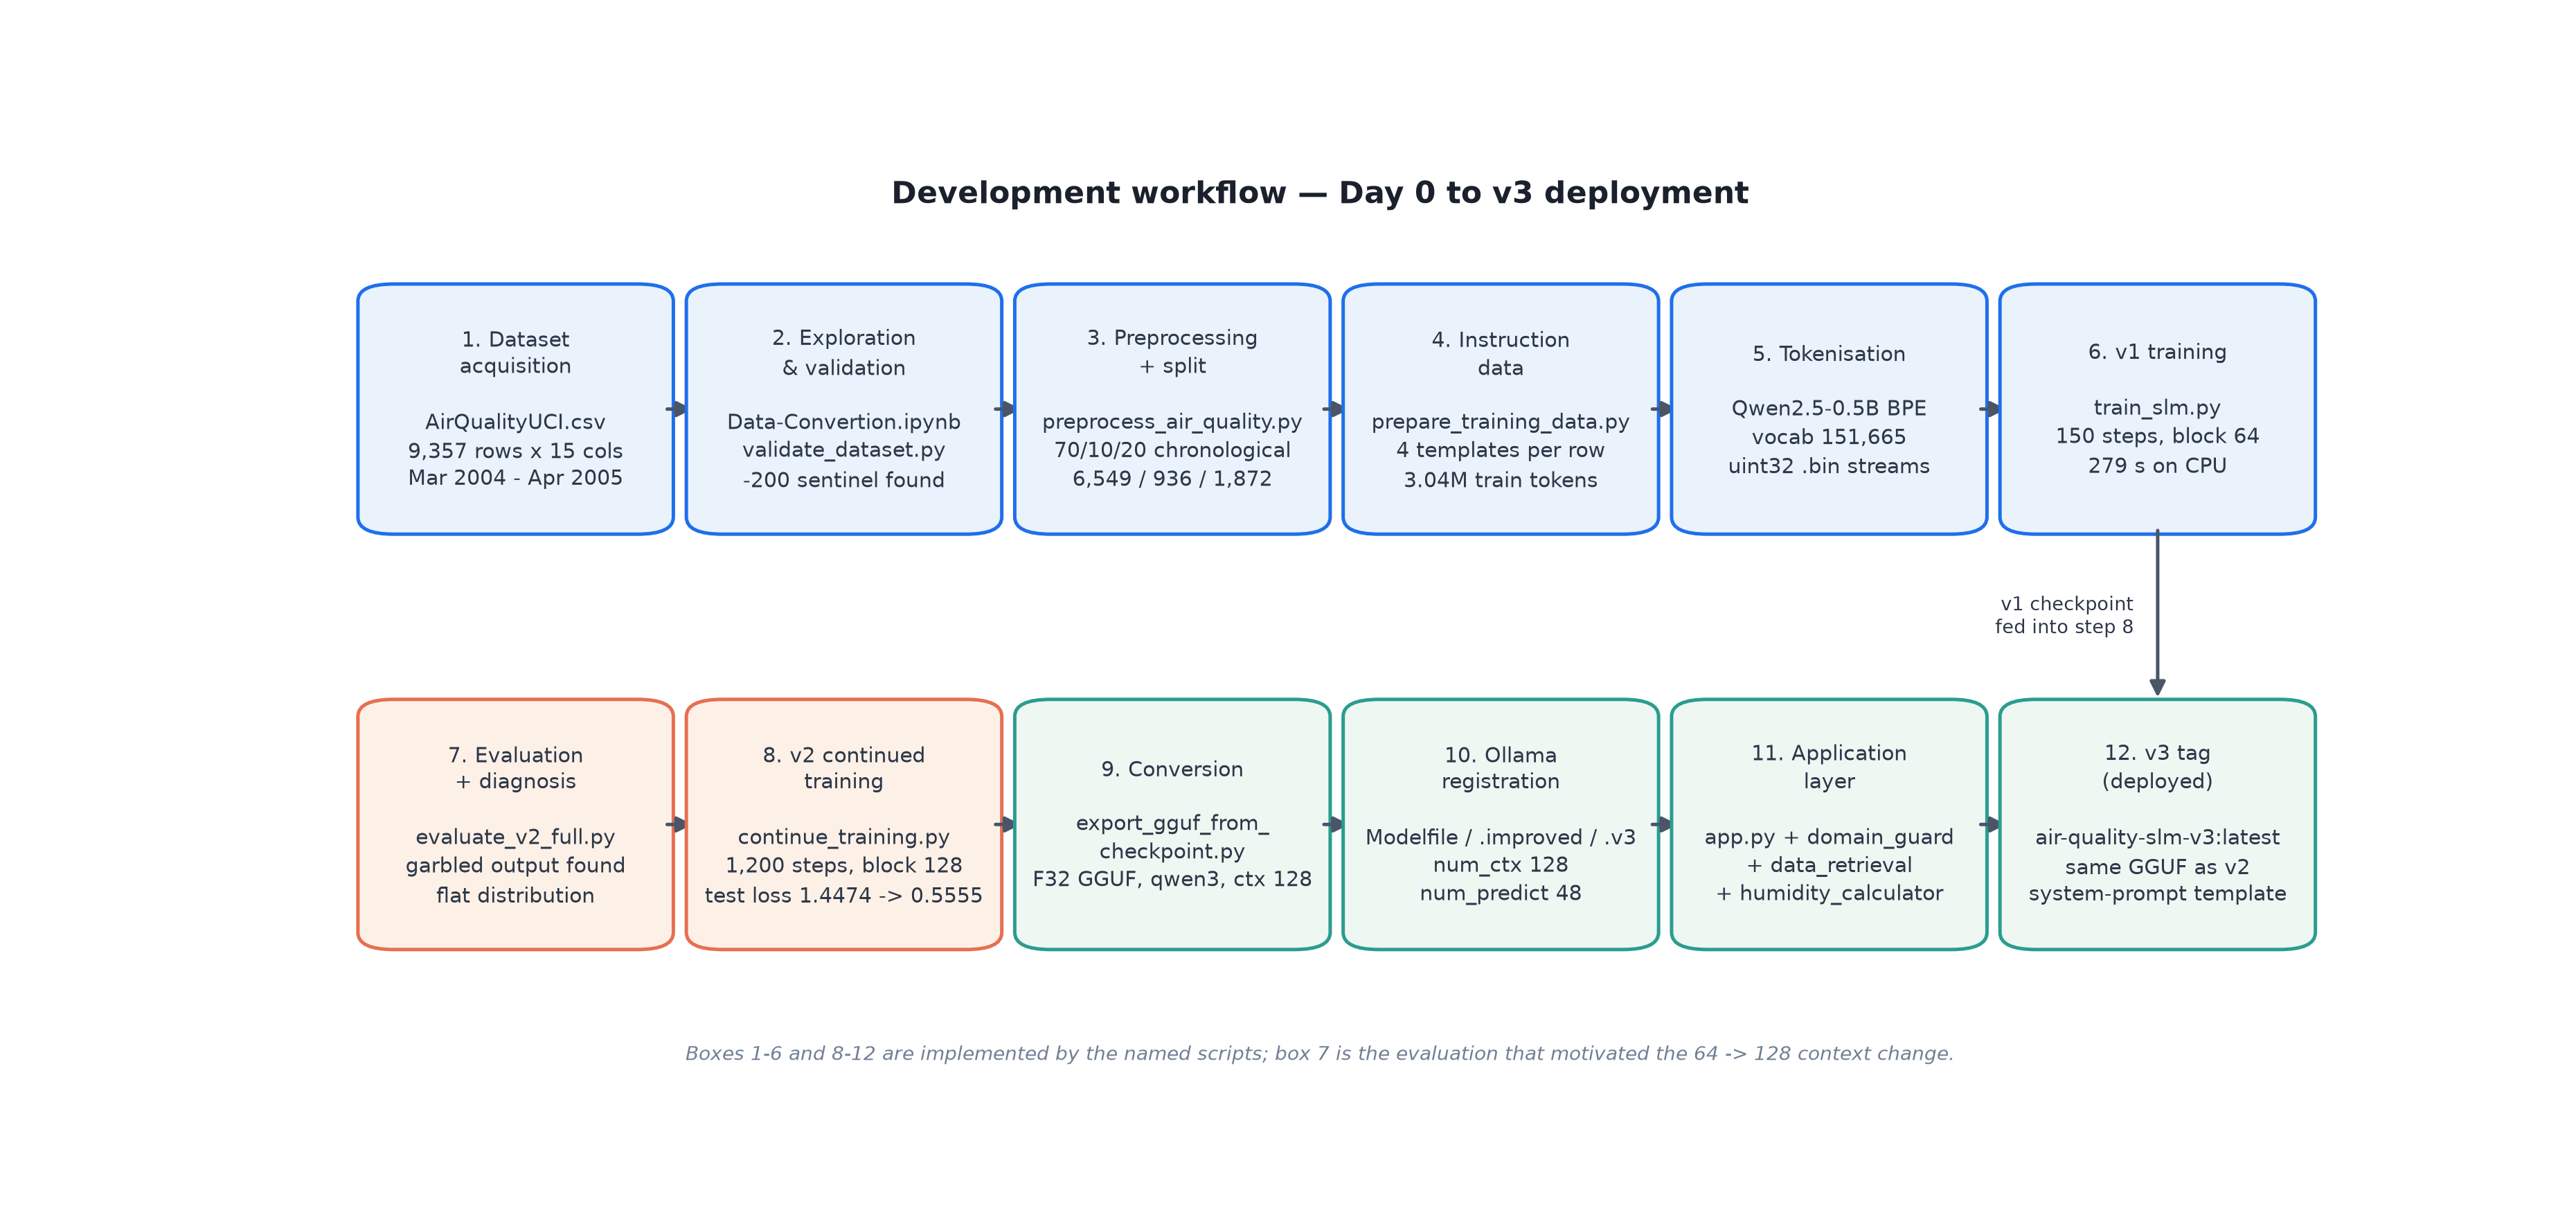 Development workflow — Day 0 to v3 deployment
1. Dataset
acquisition
AirQualityUCI.csv
9,357 rows x 15 cols
Mar 2004 - Apr 2005
2. Exploration
& validation
Data-Convertion.ipynb
validate_dataset.py
-200 sentinel found
3. Preprocessing
+ split
preprocess_air_quality.py
70/10/20 chronological
6,549 / 936 / 1,872
4. Instruction
data
prepare_training_data.py
4 templates per row
3.04M train tokens
5. Tokenisation
Qwen2.5-0.5B BPE
vocab 151,665
uint32 .bin streams
6. v1 training
train_slm.py
150 steps, block 64
279 s on CPU
v1 checkpoint
fed into step 8
7. Evaluation
+ diagnosis
evaluate_v2_full.py
garbled output found
flat distribution
8. v2 continued
training
continue_training.py
1,200 steps, block 128
test loss 1.4474 -> 0.5555
9. Conversion
export_gguf_from_
checkpoint.py
F32 GGUF, qwen3, ctx 128
10. Ollama
registration
Modelfile / .improved / .v3
num_ctx 128
num_predict 48
11. Application
layer
app.py + domain_guard
+ data_retrieval
+ humidity_calculator
12. v3 tag
(deployed)
air-quality-slm-v3:latest
same GGUF as v2
system-prompt template
Boxes 1-6 and 8-12 are implemented by the named scripts; box 7 is the evaluation that motivated the 64 -> 128 context change.